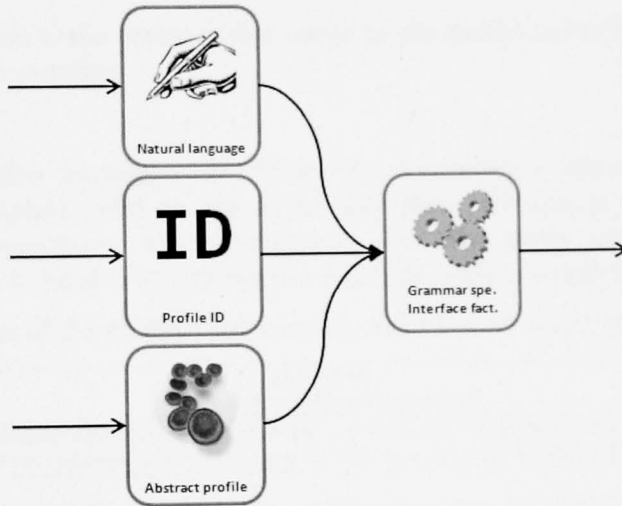 Natural language
ID
Profile ID
Grammar spe.
Interface fact.
Abstract profile